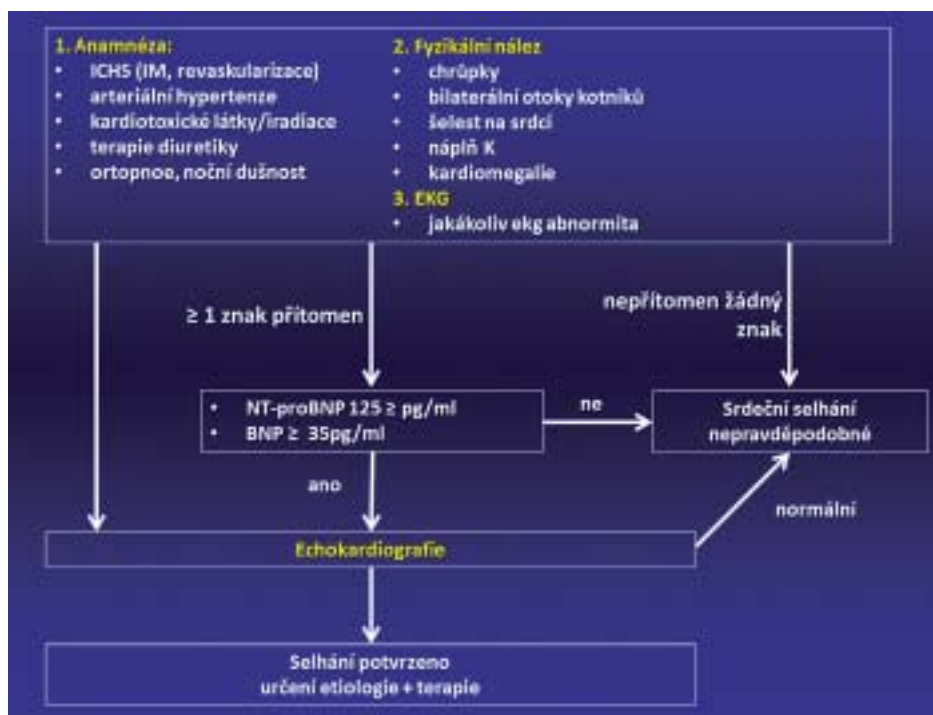 1. Anamnéza:
• ICHS (IM, revaskularizace)
• arteriální hypertenze
• kardiotoxické látky/iradiace
• terapie diuretiky
• ortopnoe, noční dušnost
2. Fyzikální nález
• chrůpky
• bilaterální otoky kotníků
• šelest na srdci
• náplň K
• kardiomegalie
3. EKG
• jakákoliv ekg abnormita
≥ 1 znak přítomen
nepřítomen žádný
znak
• NT-proBNP 125 ≥ pg/ml
• BNP ≥ 35pg/ml
ne
Srdeční selhání
nepravděpodobné
ano
normální
Echokardiografie
Selhání potvrzeno
určení etiologie + terapie